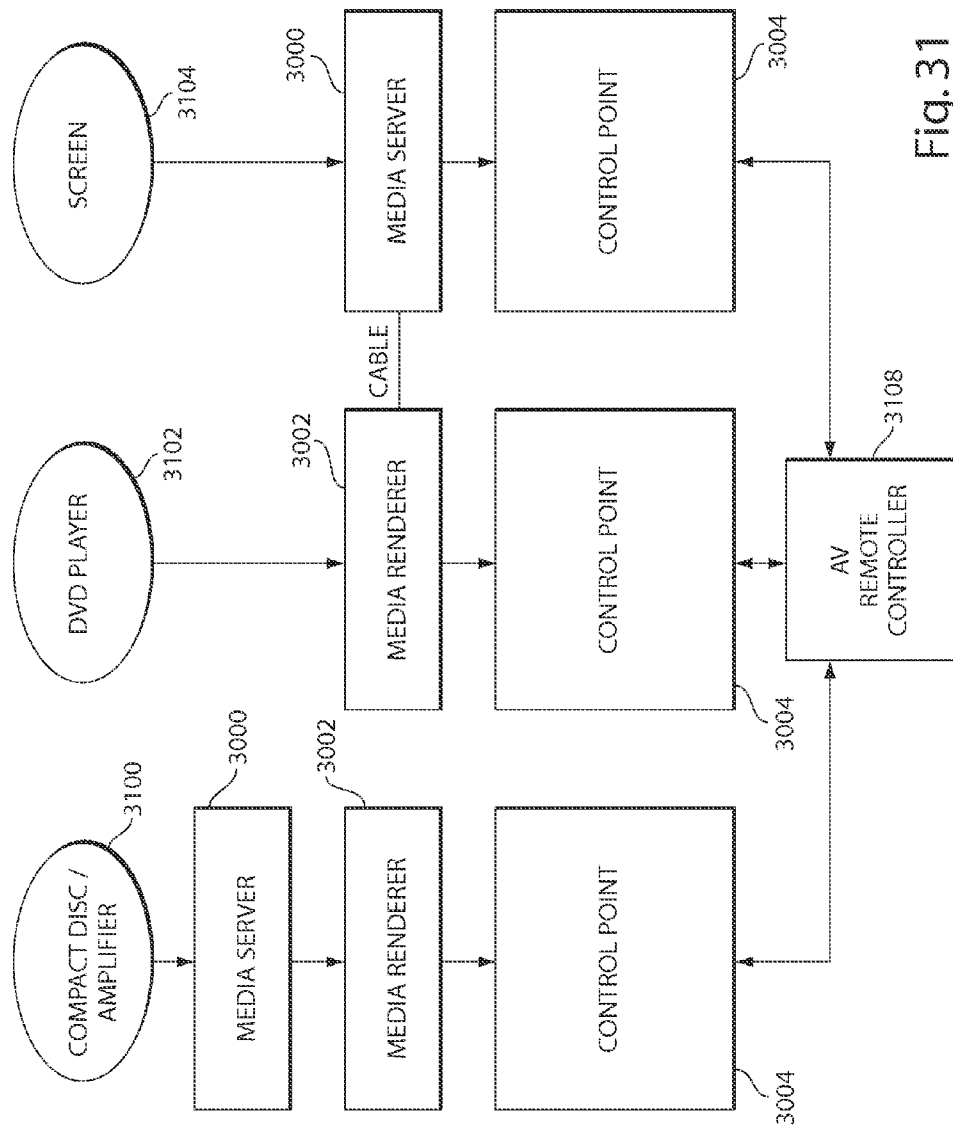 COMPACT DISC /
AMPLIFIER
3100
DVD PLAYER
3102
SCREEN
3104
MEDIA SERVER
3000
MEDIA RENDERER
3002
MEDIA RENDERER
3002
CABLE
MEDIA SERVER
3000
CONTROL POINT
3004
CONTROL POINT
3004
CONTROL POINT
3004
AV
REMOTE
CONTROLLER
3108
Fig. 31